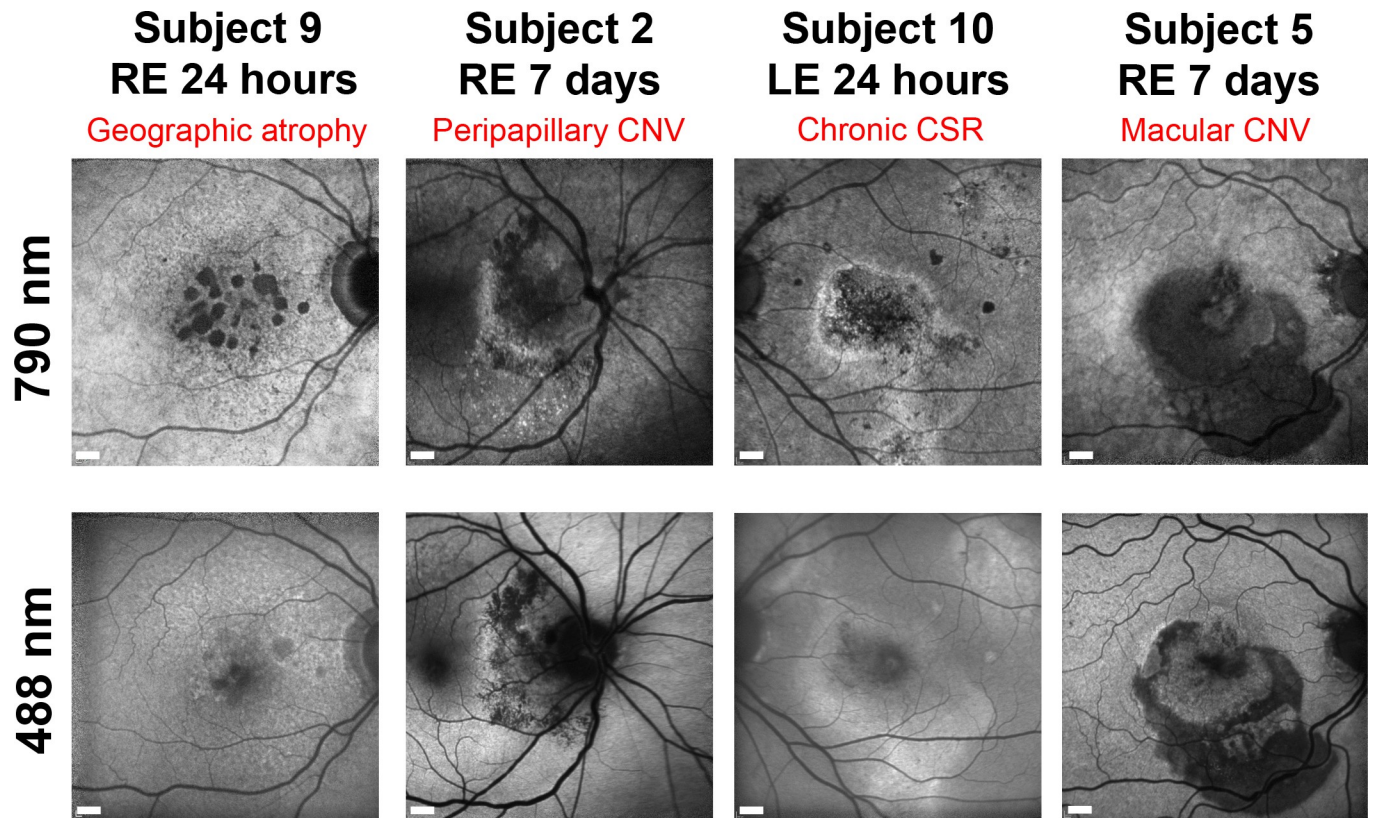 Subject 9
RE 24 hours
Geographic atrophy
Subject 2
RE 7 days
Peripapillary CNV
Subject 10
LE 24 hours
Chronic CSR
Subject 5
RE 7 days
Macular CNV
790 nm
488 nm